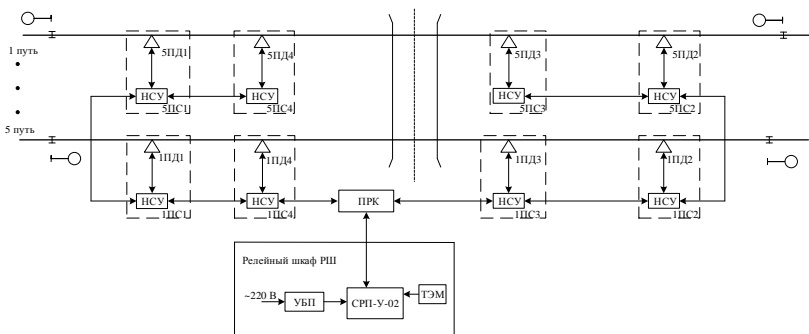 1 путь
5ПД1
5ПД4
5ПД3
5ПД2
НСУ
НСУ
НСУ
НСУ
5ПС1
5ПС4
5ПС3
5ПС2
5 путь
1ПД1
1ПД4
1ПД3
1ПД2
НСУ
НСУ
ПРК
НСУ
НСУ
1ПС1
1ПС4
1ПС3
1ПС2
Релейный шкаф РШ
~220 В
УБП
СРП-У-02
ТЭМ